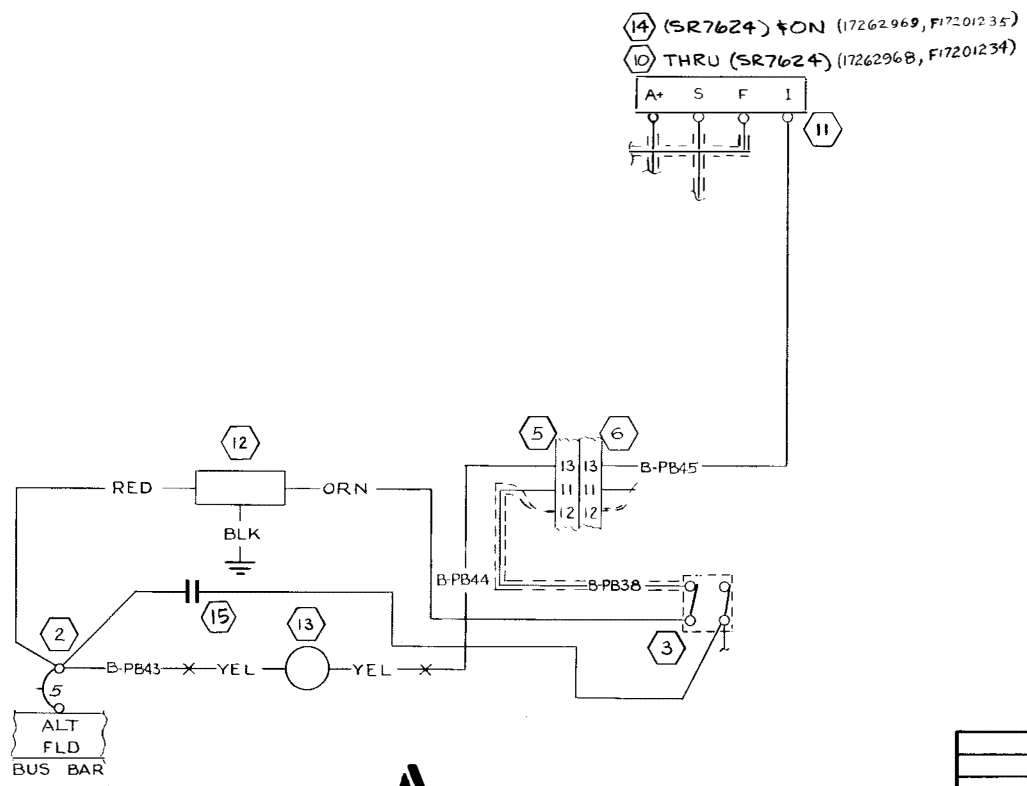 14 (SR7624) & ON (17262969, F17201235)
10 THRU (SR7624) (17262968, F17201234)
A+ S F I
11
5 6
12
13 13
B-PB45
RED
ORN
11 11
12 12
BLK
B-PB44
B-PB38
15
13
2
3
B-PB43
YEL
YEL
5
ALT
FLD
BUS BAR